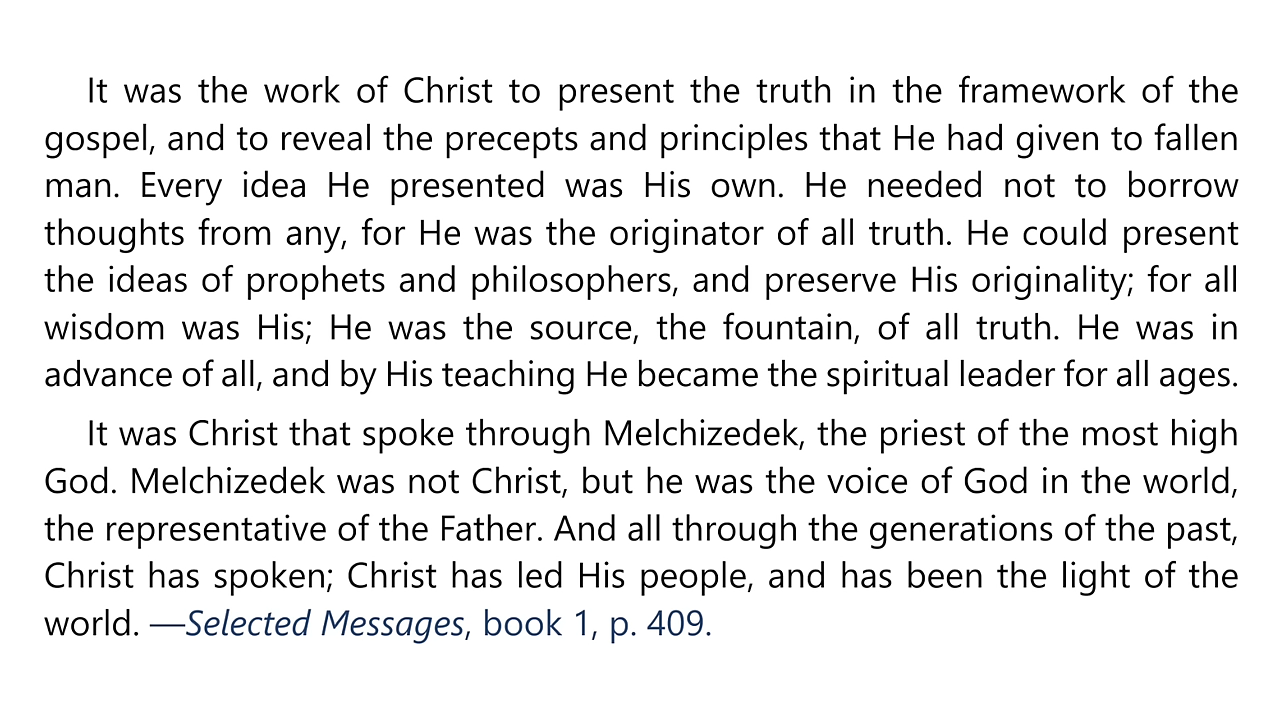 It was the work of Christ to present the truth in the framework of the
gospel, and to reveal the precepts and principles that He had given to fallen
man. Every idea He presented was His own. He needed not to borrow
thoughts from any, for He was the originator of all truth. He could present
the ideas of prophets and philosophers, and preserve His originality; for all
wisdom was His; He was the source, the fountain, of all truth. He was in
advance of all, and by His teaching He became the spiritual leader for all ages.
It was Christ that spoke through Melchizedek, the priest of the most high
God. Melchizedek was not Christ, but he was the voice of God in the world,
the representative of the Father. And all through the generations of the past,
Christ has spoken; Christ has led His people, and has been the light of the
world. —Selected Messages, book 1, p. 409.